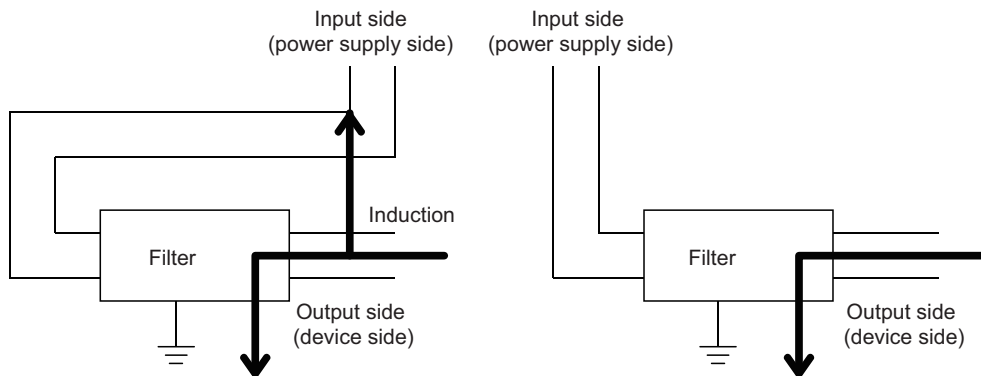 Input side
(power supply side)
Input side
(power supply side)
Induction
Filter
Output side
(device side)
Filter
Output side
(device side)